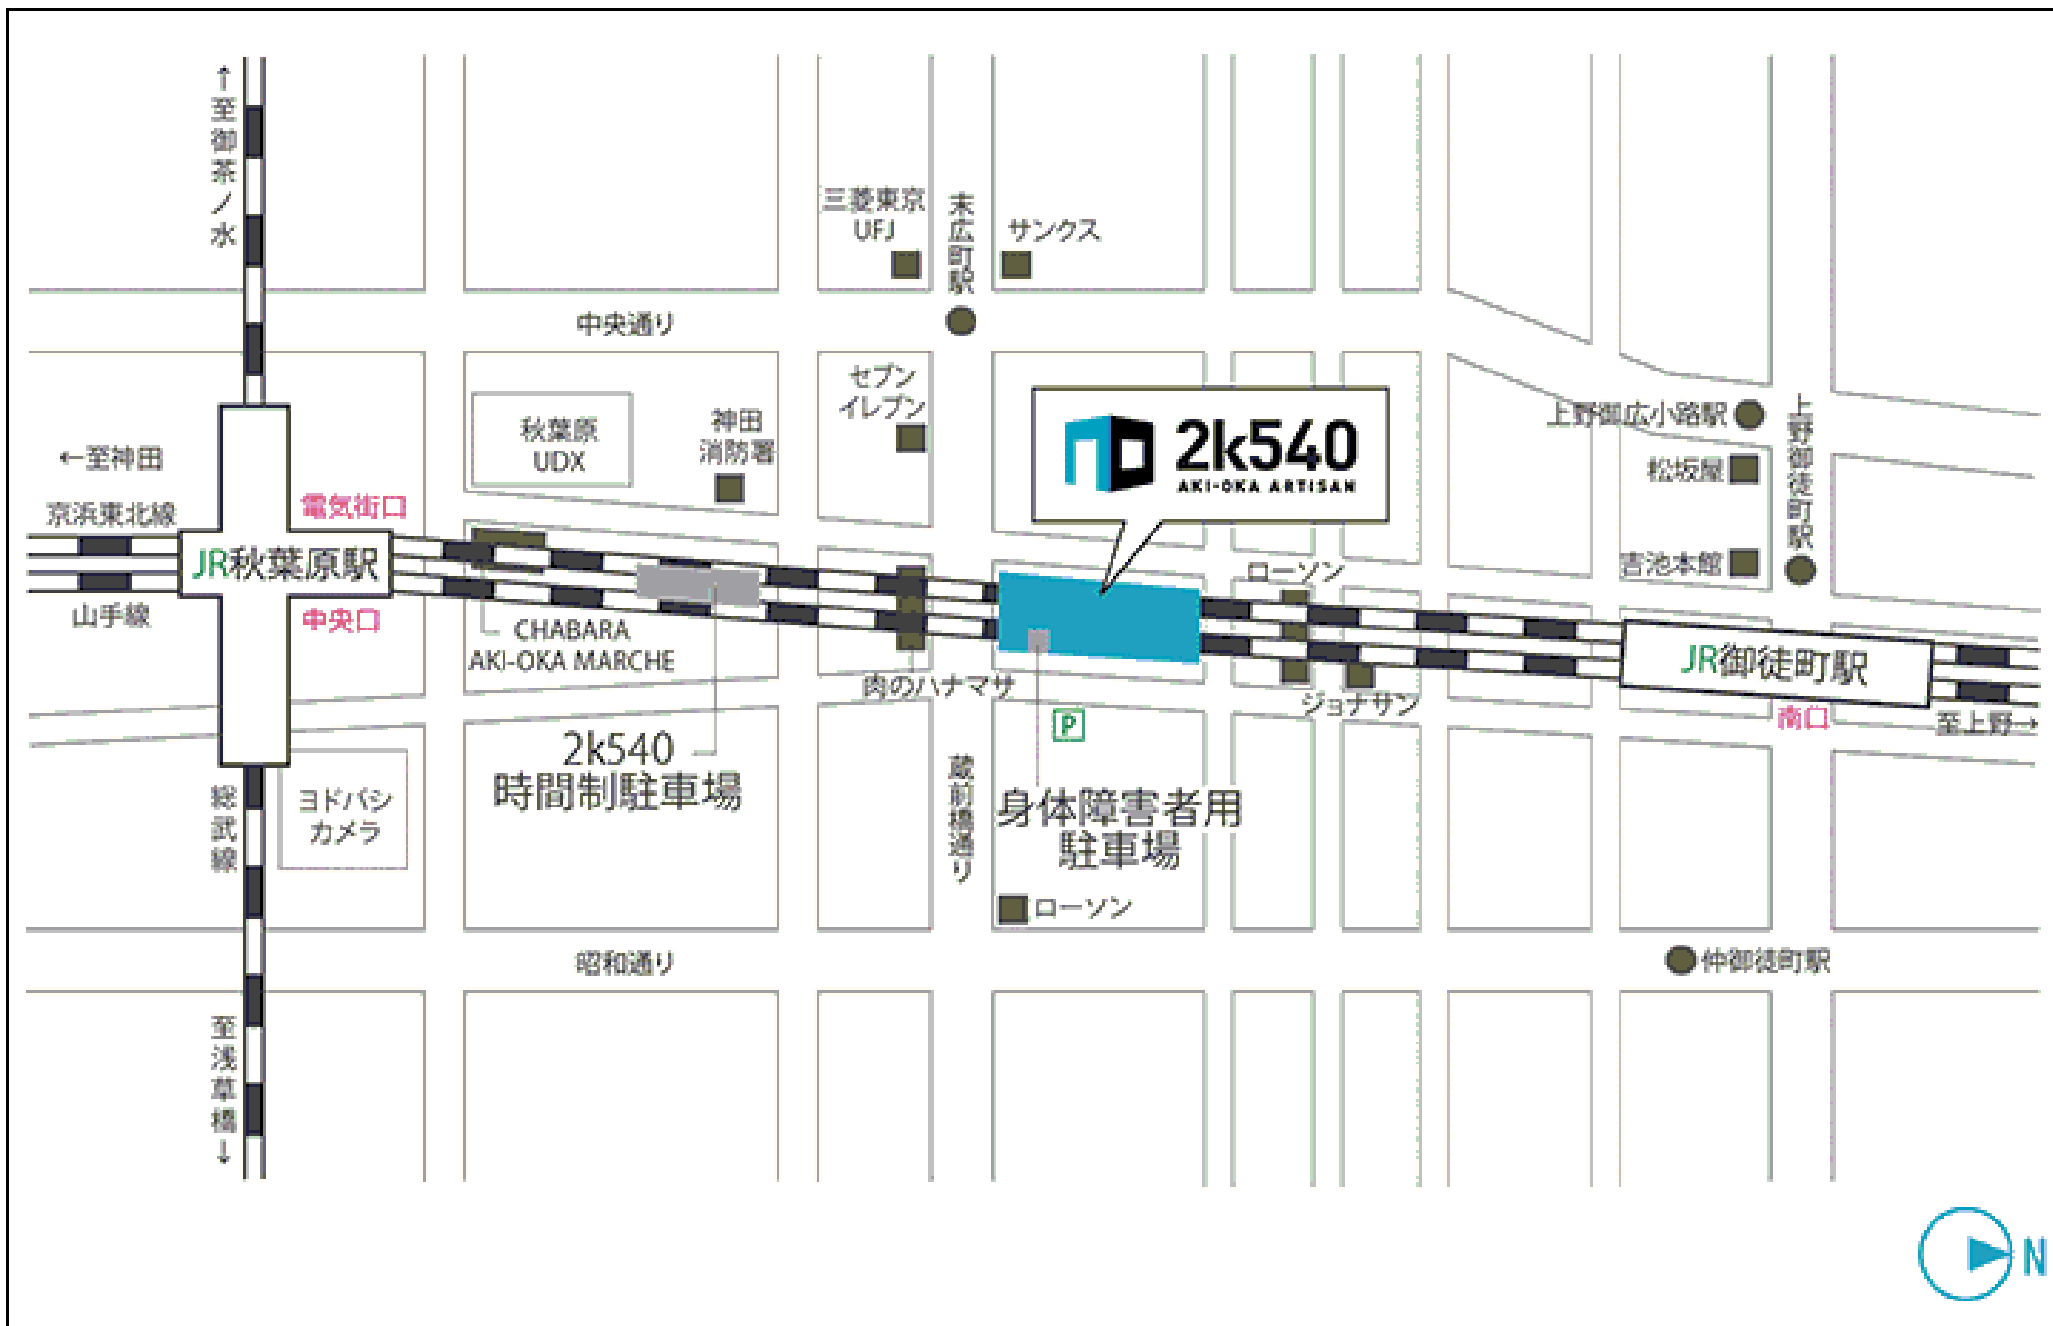 ↑至御茶ノ水
三菱東京
UFJ
末広町駅
サンクス
中央通り
セブン
イレブン
秋葉原
UDX
神田
消防署
2k540
AKI-OKA ARTISAN
上野御広小路駅
上野御徒町駅
松坂屋
吉池本館
←至神田
京浜東北線
電気街口
JR秋葉原駅
山手線
中央口
CHABARA
AKI-OKA MARCHE
ローソン
肉のハナマサ
ジョナサン
JR御徒町駅
南口
至上野→
P
2k540
時間制駐車場
総武線
ヨドバシ
カメラ
蔵前橋通り
身体障害者用
駐車場
ローソン
昭和通り
仲御徒町駅
至浅草橋↓
N